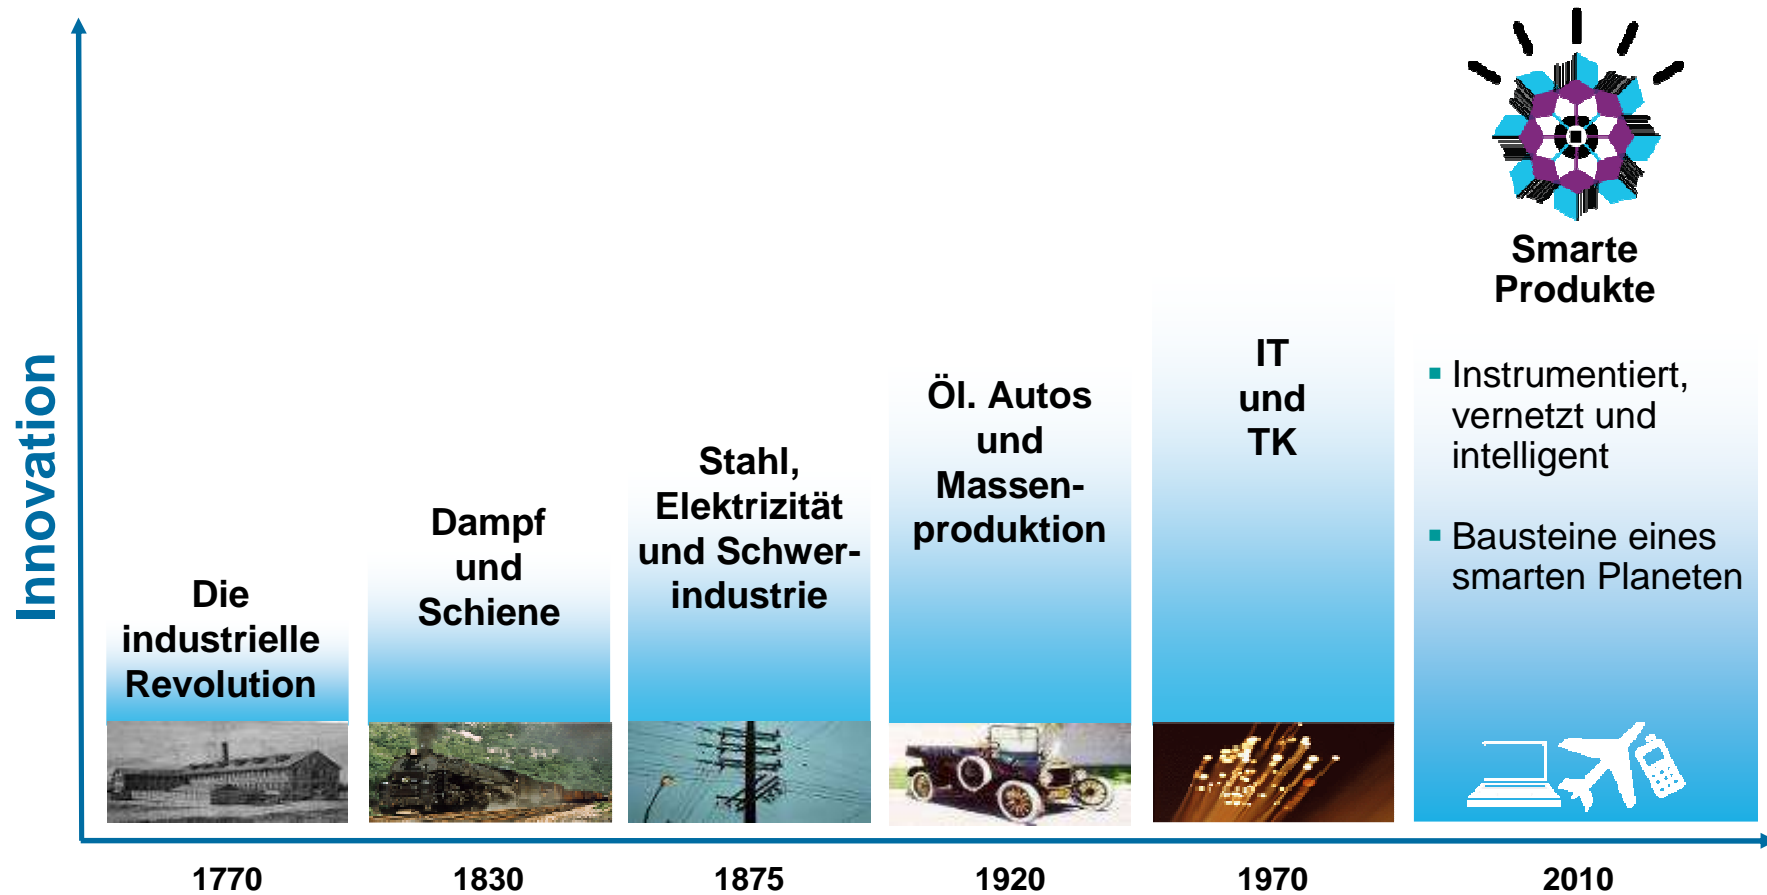 Innovation
Die
industrielle
Revolution
Dampf
und
Schiene
Stahl,
Elektrizität
und Schwer-
industrie
Öl. Autos
und
Massen-
produktion
IT
und
TK
Smarte
Produkte
▪ Instrumentiert,
vernetzt und
intelligent
▪ Bausteine eines
smarten Planeten
1770
1830
1875
1920
1970
2010